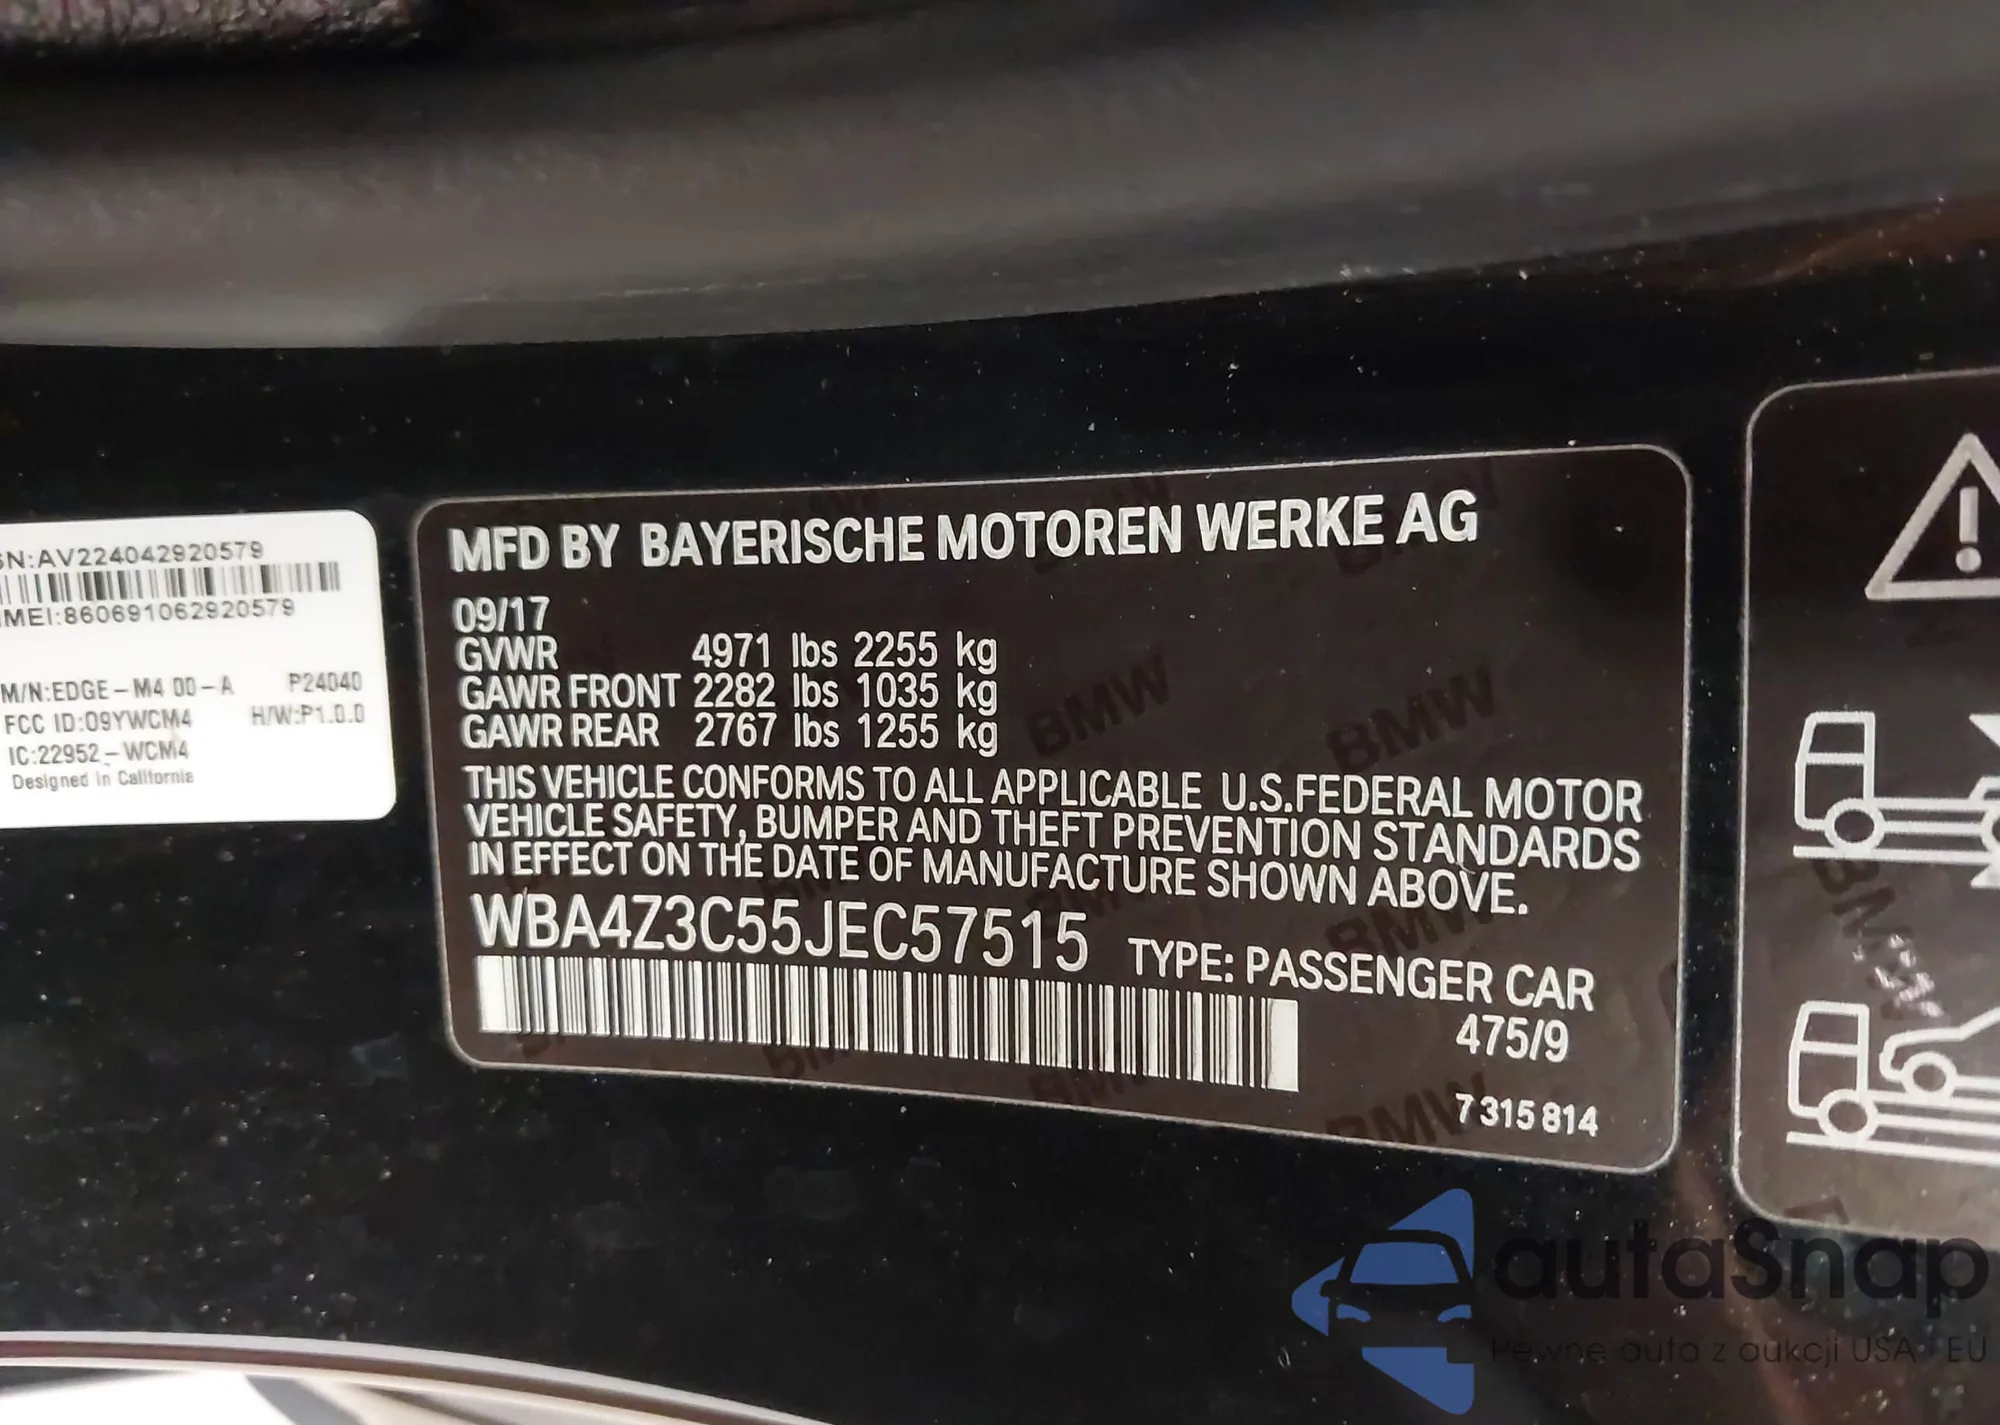 SN:AV224042920579
IMEI:860691062920579
M/N:EDGE-M4 00-A P24040
FCC ID:09YWCM4 H/W:P1.0.0
IC:22952-WCM4
Designed in California
MFD BY BAYERISCHE MOTOREN WERKE AG
09/17
GVWR 4971 lbs 2255 kg
GAWR FRONT 2282 lbs 1035 kg
GAWR REAR 2767 lbs 1255 kg
THIS VEHICLE CONFORMS TO ALL APPLICABLE U.S.FEDERAL MOTOR
VEHICLE SAFETY, BUMPER AND THEFT PREVENTION STANDARDS
IN EFFECT ON THE DATE OF MANUFACTURE SHOWN ABOVE.
WBA4Z3C55JEC57515 TYPE: PASSENGER CAR
475/9
7 315 814
autaSnap
Pewne auta z aukcji USA / EU